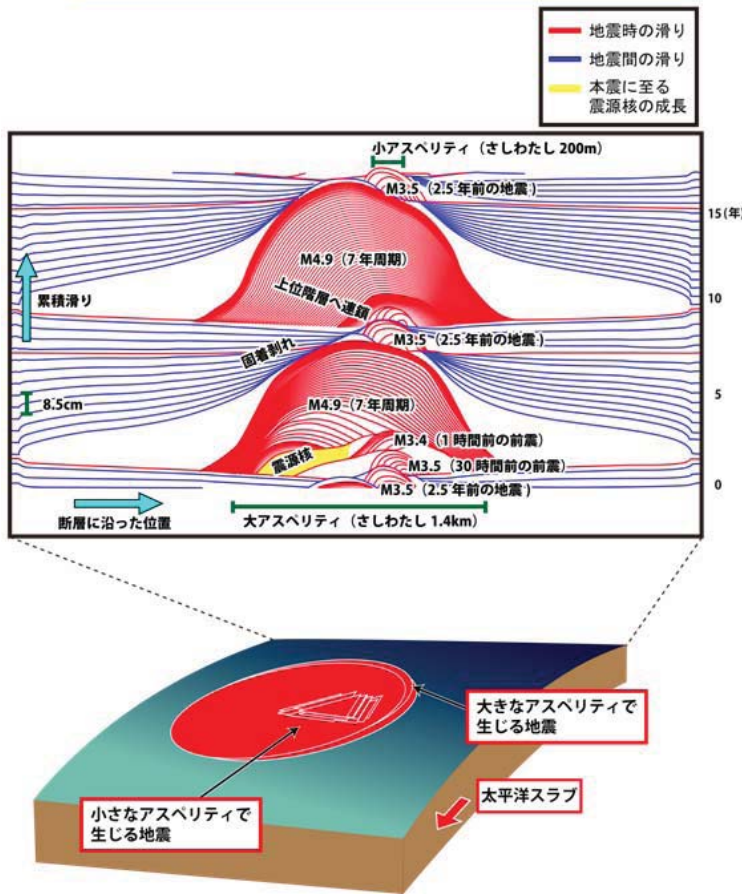 地震時の滑り
地震間の滑り
本震に至る
震源核の成長
小アスペリティ（さしわたし 200m）
M3.5（2.5 年前の地震）
15(年)
M4.9（7 年周期）
上位階層へ連鎖
10
累積滑り
M3.5（2.5 年前の地震）
固着剥れ
8.5cm
5
M4.9（7 年周期）
M3.4（1 時間前の前震）
震源核
M3.5（30 時間前の前震）
M3.5（2.5 年前の地震）
0
断層に沿った位置
大アスペリティ（さしわたし 1.4km）
大きなアスペリティで
生じる地震
小さなアスペリティで
生じる地震
太平洋スラブ